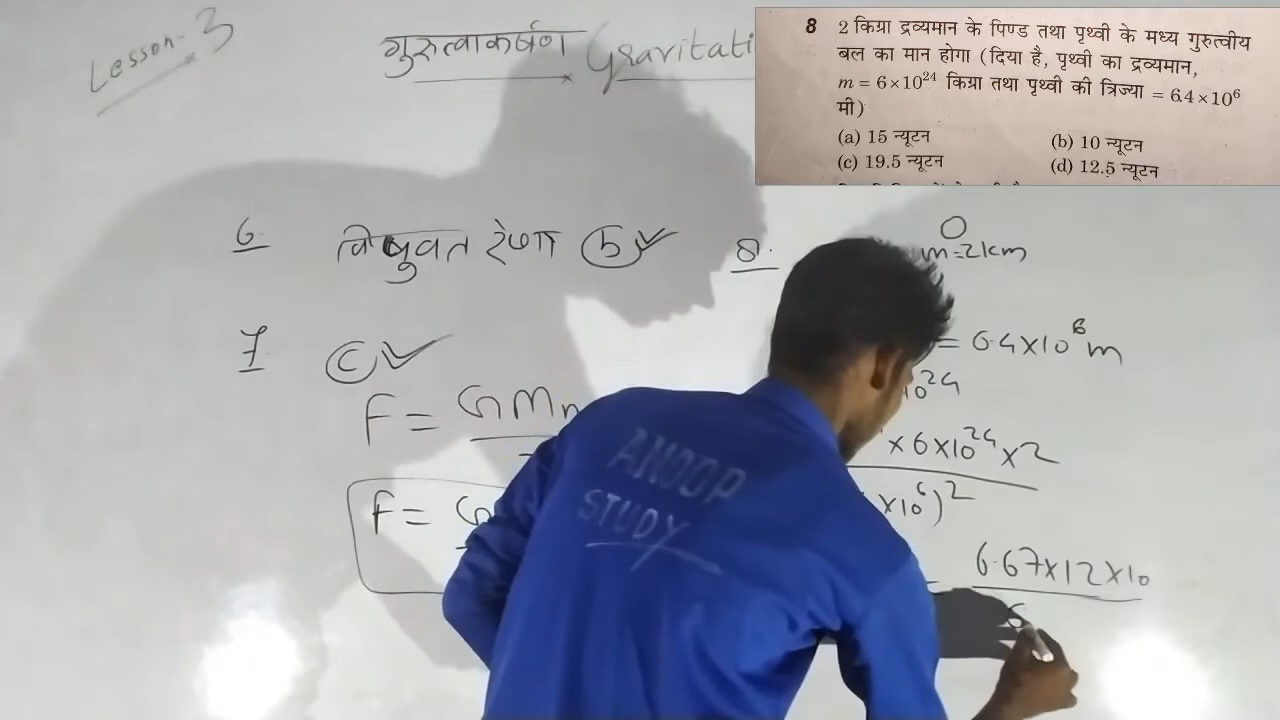 Lesson-3
गुरुत्वाकर्षण Gravitati
8 2 किग्रा द्रव्यमान के पिण्ड तथा पृथ्वी के मध्य गुरुत्वीय
बल का मान होगा (दिया है, पृथ्वी का द्रव्यमान,
m = 6×10²⁴ किग्रा तथा पृथ्वी की त्रिज्या = 6.4×10⁶
मी)
(a) 15 न्यूटन (b) 10 न्यूटन
(c) 19.5 न्यूटन (d) 12.5 न्यूटन
6. विषुवत रेखा (b)
7 (c)
F = GMm
F = G
8.
m=2km
= 6.4×10⁶m
10²⁴
×6×10²⁴×2
×10⁶)²
6.67×12×10
ANOOP
STUDY